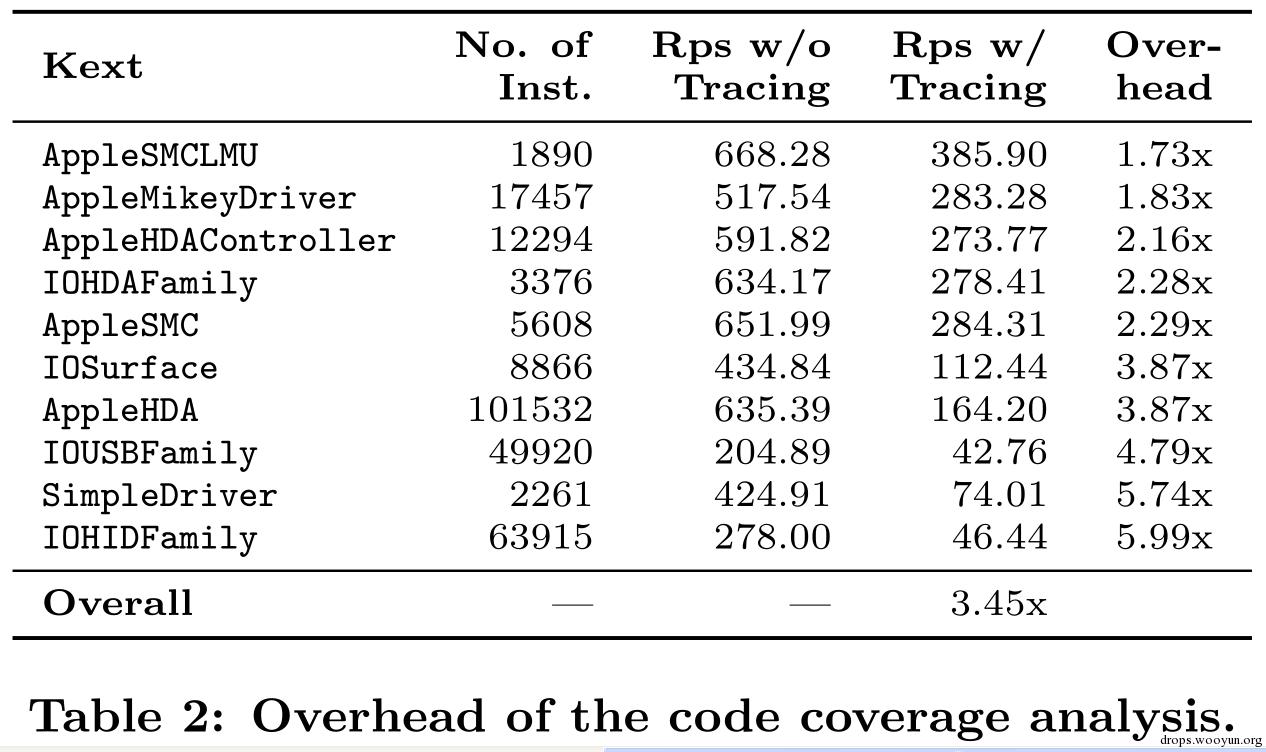 Kext No. of Inst. Rps w/o Tracing Rps w/ Tracing Over-head
AppleSMCLMU 1890 668.28 385.90 1.73x
AppleMikeyDriver 17457 517.54 283.28 1.83x
AppleHDAController 12294 591.82 273.77 2.16x
IOHDAFamily 3376 634.17 278.41 2.28x
AppleSMC 5608 651.99 284.31 2.29x
IOSurface 8866 434.84 112.44 3.87x
AppleHDA 101532 635.39 164.20 3.87x
IOUSBFamily 49920 204.89 42.76 4.79x
SimpleDriver 2261 424.91 74.01 5.74x
IOHIDFamily 63915 278.00 46.44 5.99x
Overall — — 3.45x
Table 2: Overhead of the code coverage analysis.
drops.wooyun.org